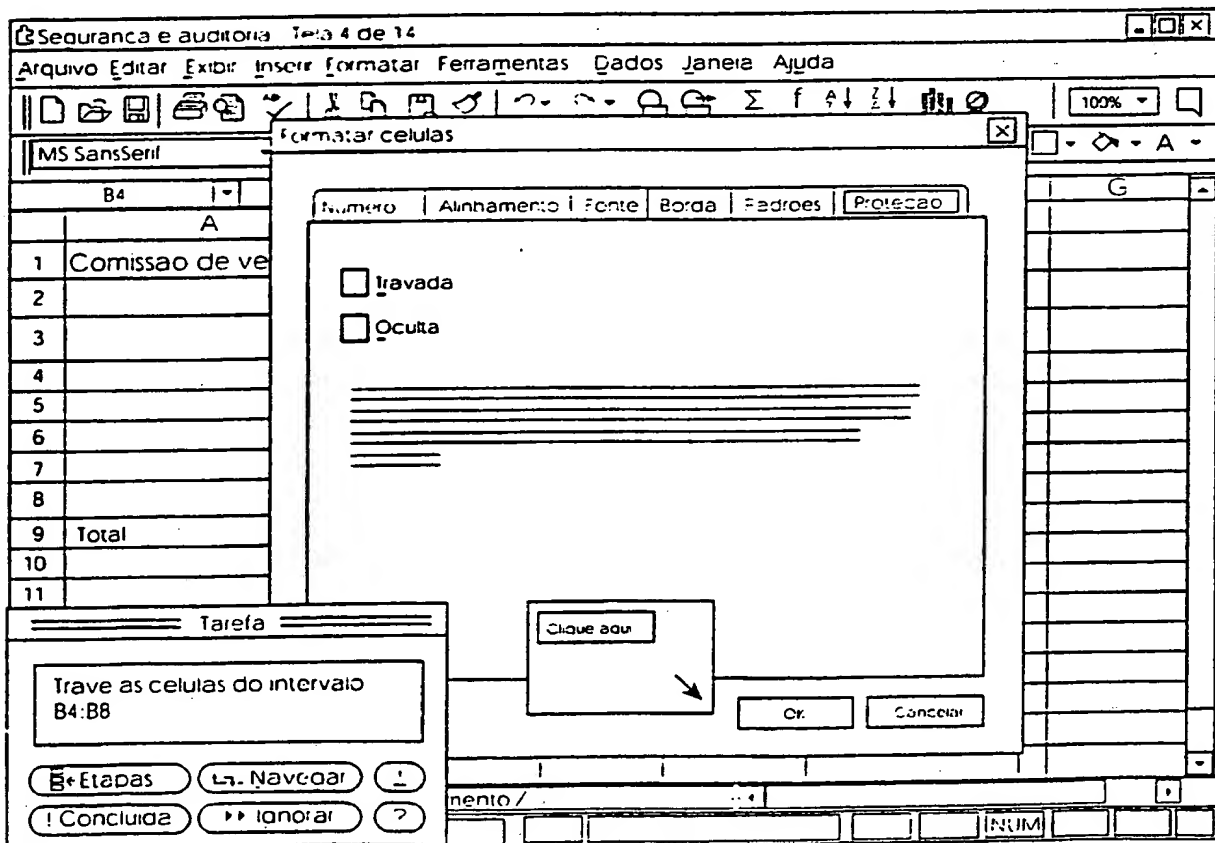 Seguranca e auditoria Tela 4 de 14
Arquivo Editar Exibir Inserir Formatar Ferramentas Dados Janela Ajuda
100%
Formatar celulas
MS SansSerif
A
B4
G
Numero Alinhamento Fonte Borda Padroes Protecao
A
1 Comissao de ve
2
3
4
5
6
7
8
9 Total
10
11
Travada
Oculta
Clique aqui
Ok Cancelar
Tarefa
Trave as celulas do intervalo
B4:B8
Etapas Navegar
! Concluida Ignorar ?
mento /
NUM